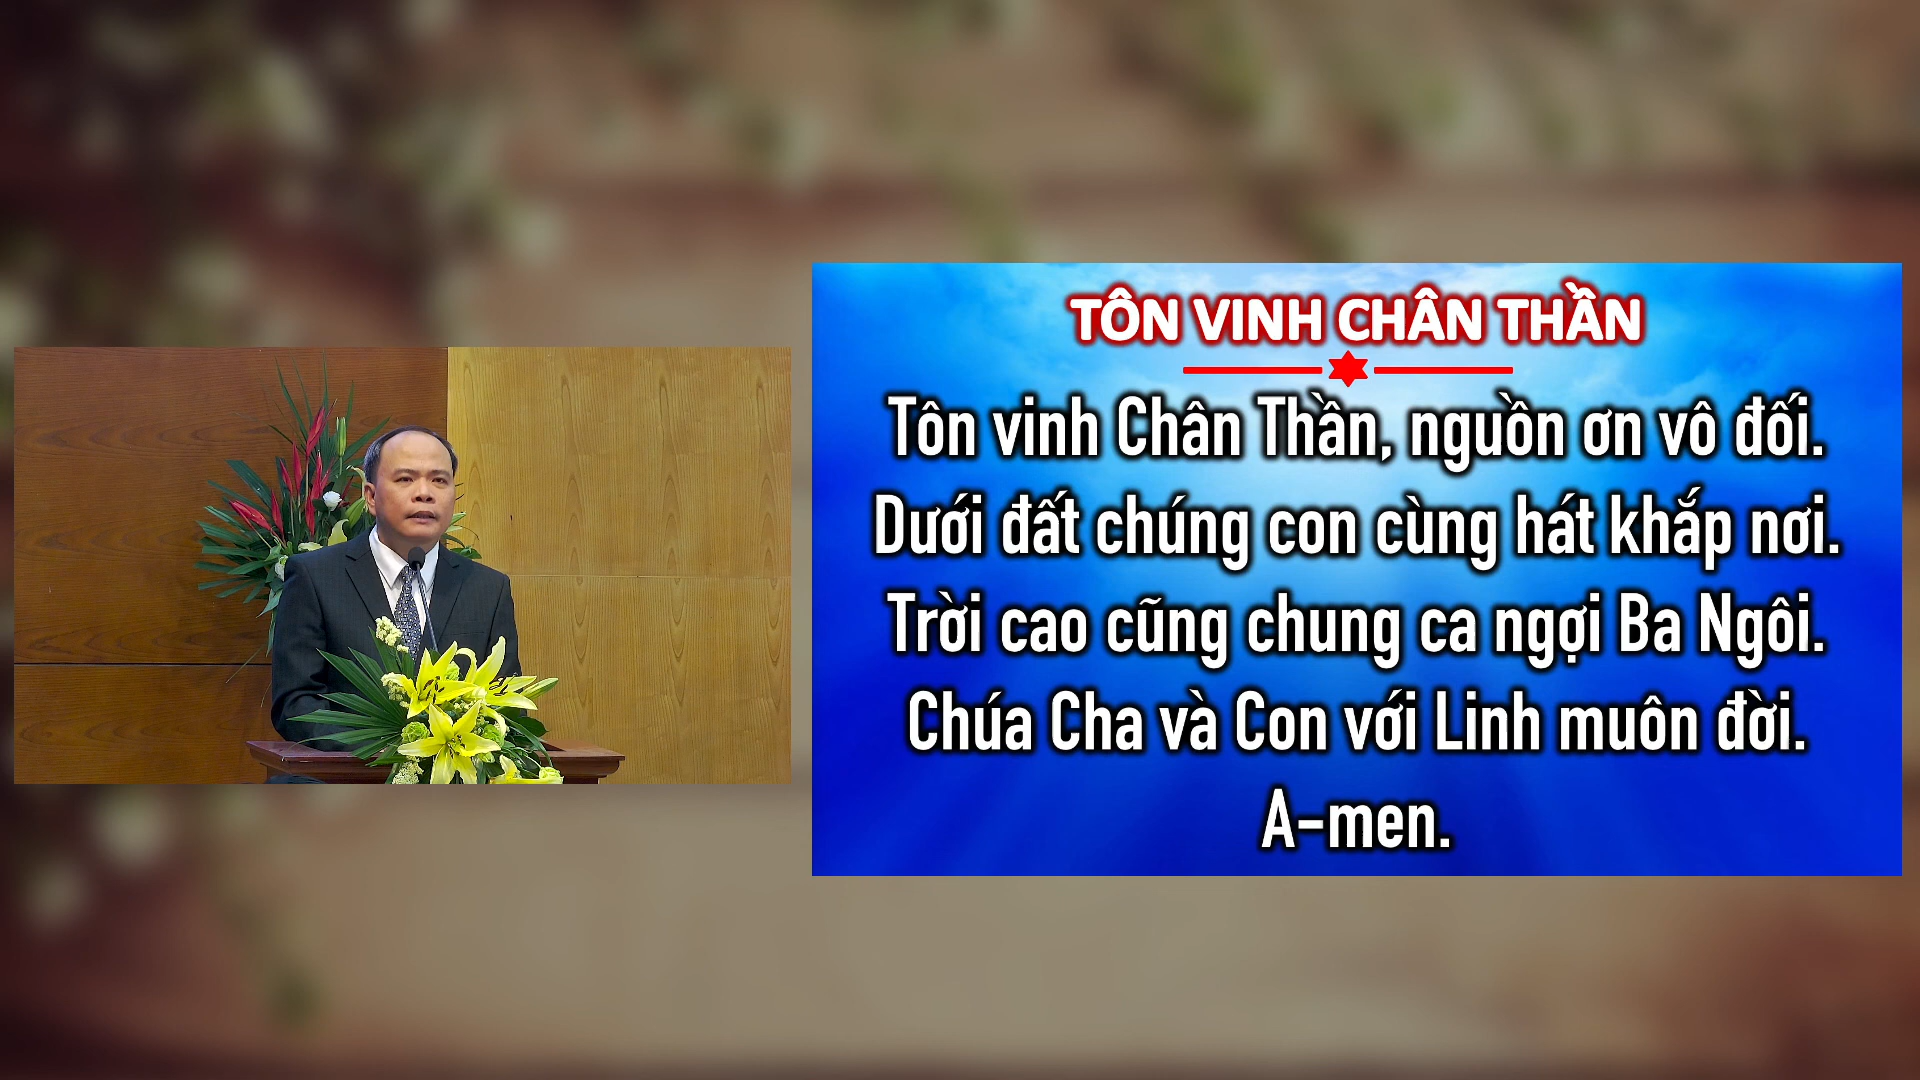 TÔN VINH CHÂN THẦN
Tôn vinh Chân Thần, nguồn ơn vô đối.
Dưới đất chúng con cùng hát khắp nơi.
Trời cao cũng chung ca ngợi Ba Ngôi.
Chúa Cha và Con với Linh muôn đời.
A-men.